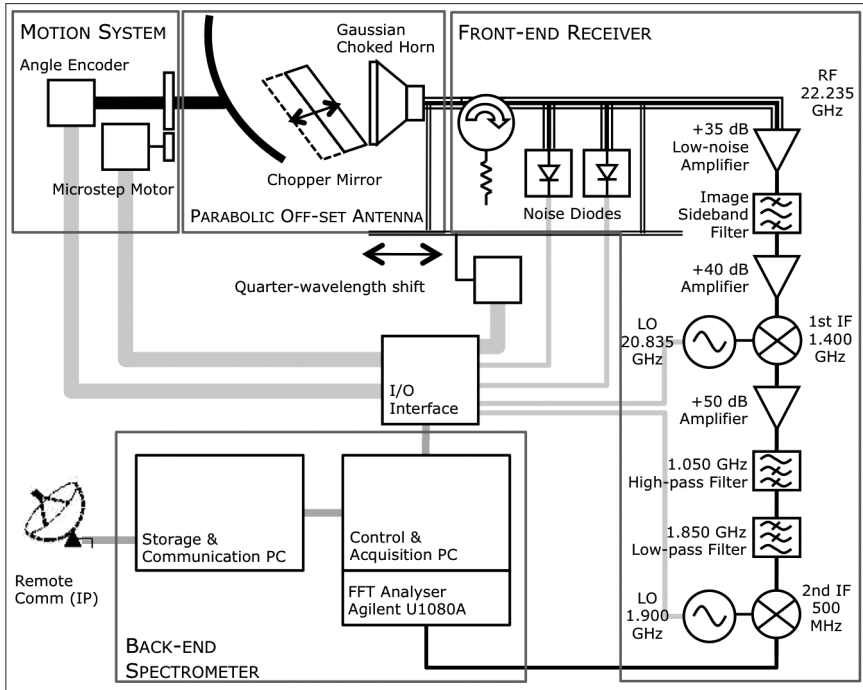 MOTION SYSTEM
Angle Encoder
Microstep Motor
Gaussian
Choked Horn
Chopper Mirror
PARABOLIC OFF-SET ANTENNA
FRONT-END RECEIVER
RF
22.235
GHz
+35 dB
Low-noise
Amplifier
Noise Diodes
Image
Sideband
Filter
Quarter-wavelength shift
+40 dB
Amplifier
LO
20.835
GHz
1st IF
1.400
GHz
I/O
Interface
+50 dB
Amplifier
1.050 GHz
High-pass Filter
1.850 GHz
Low-pass Filter
LO
1.900
GHz
2nd IF
500
MHz
Remote
Comm (IP)
Storage &
Communication PC
Control &
Acquisition PC
FFT Analyser
Agilent U1080A
BACK-END
SPECTROMETER